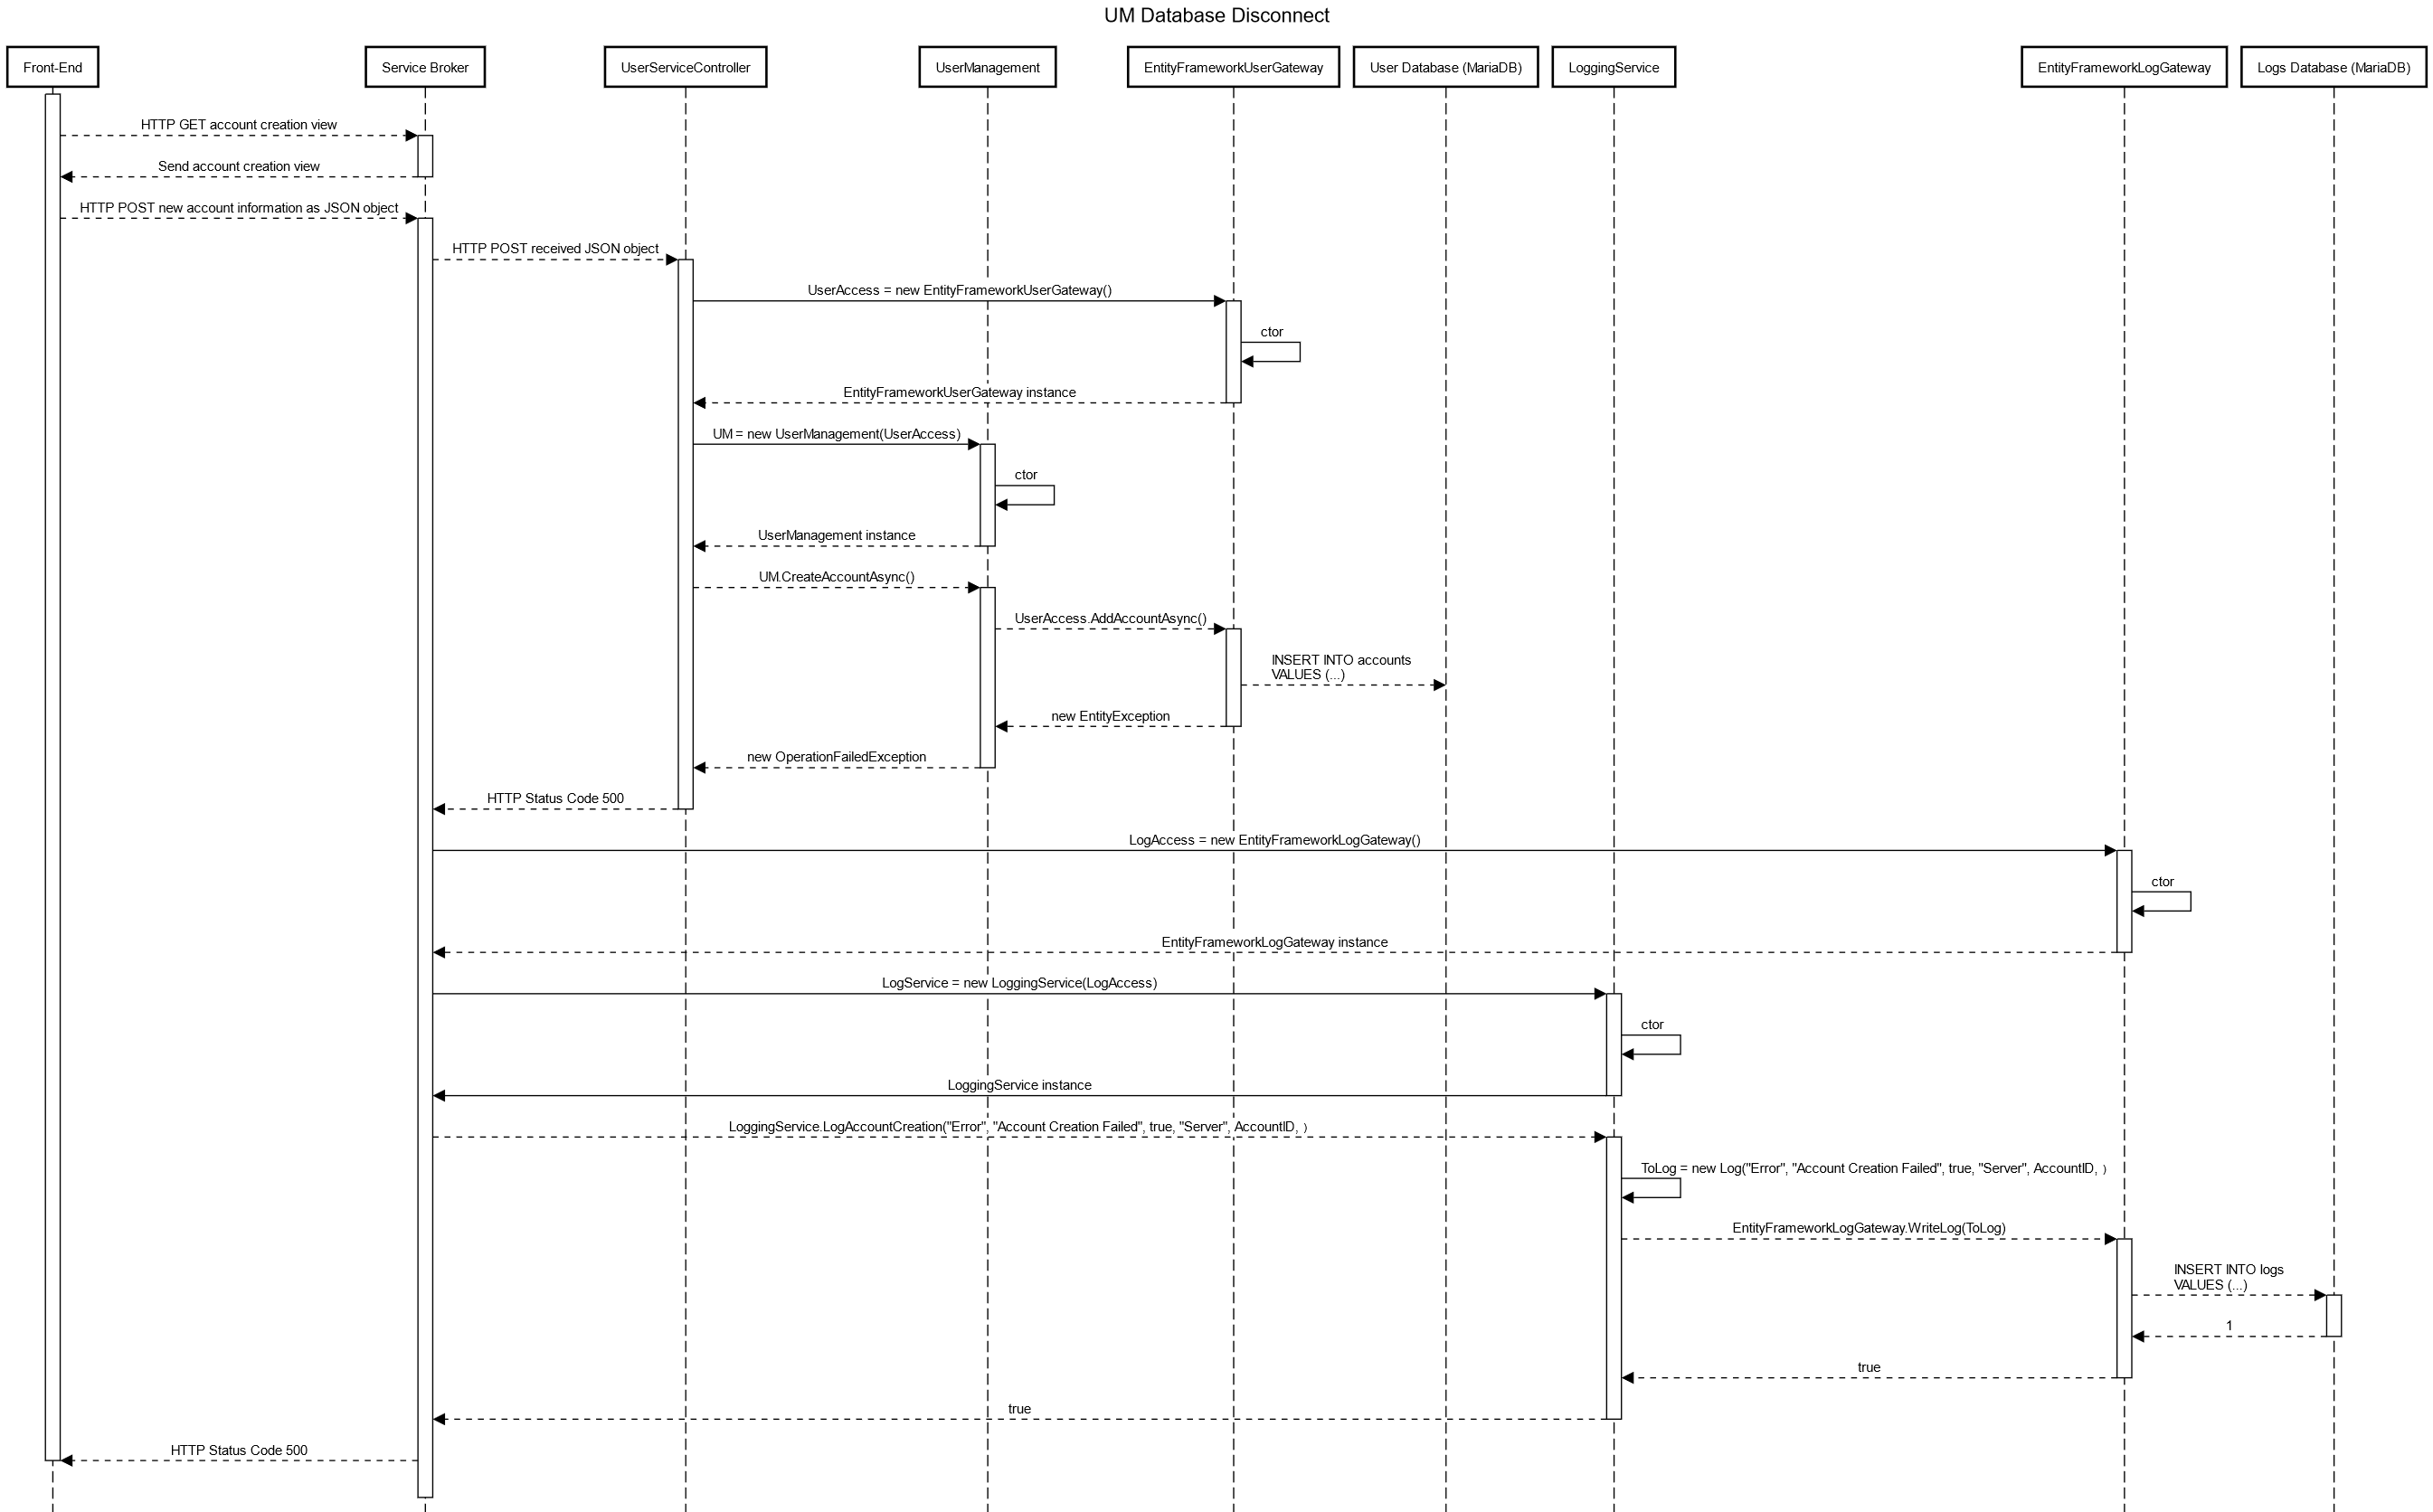 UM Database Disconnect
Front-End
Service Broker
UserServiceController
UserManagement
EntityFrameworkUserGateway
User Database (MariaDB)
LoggingService
EntityFrameworkLogGateway
Logs Database (MariaDB)
HTTP GET account creation view
Send account creation view
HTTP POST new account information as JSON object
HTTP POST received JSON object
UserAccess = new EntityFrameworkUserGateway()
ctor
EntityFrameworkUserGateway instance
UM = new UserManagement(UserAccess)
ctor
UserManagement instance
UM.CreateAccountAsync()
UserAccess.AddAccountAsync()
INSERT INTO accounts
VALUES (...)
new EntityException
new OperationFailedException
HTTP Status Code 500
LogAccess = new EntityFrameworkLogGateway()
ctor
EntityFrameworkLogGateway instance
LogService = new LoggingService(LogAccess)
ctor
LoggingService instance
LoggingService.LogAccountCreation("Error", "Account Creation Failed", true, "Server", AccountID, )
ToLog = new Log("Error", "Account Creation Failed", true, "Server", AccountID, )
EntityFrameworkLogGateway.WriteLog(ToLog)
INSERT INTO logs
VALUES (...)
1
true
true
HTTP Status Code 500